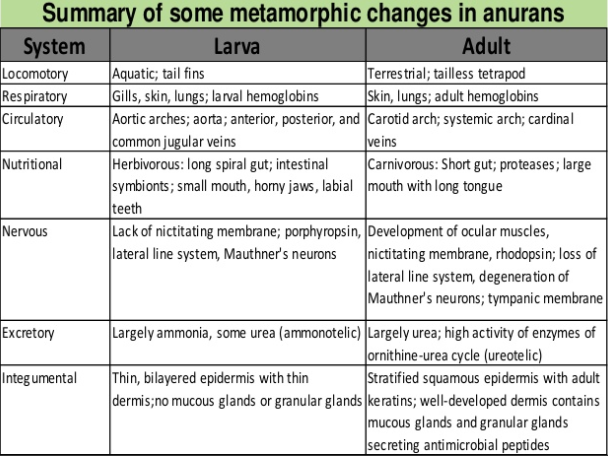 Summary of some metamorphic changes in anurans
System Larva Adult
Locomotory Aquatic; tail fins Terrestrial; tailless tetrapod
Respiratory Gills, skin, lungs; larval hemoglobins Skin, lungs; adult hemoglobins
Circulatory Aortic arches; aorta; anterior, posterior, and Carotid arch; systemic arch; cardinal
common jugular veins veins
Nutritional Herbivorous: long spiral gut; intestinal Carnivorous: Short gut; proteases; large
symbionts; small mouth, horny jaws, labial mouth with long tongue
teeth
Nervous Lack of nictitating membrane; porphyropsin, Development of ocular muscles,
lateral line system, Mauthner's neurons nictitating membrane, rhodopsin; loss of
lateral line system, degeneration of
Mauthner's neurons; tympanic membrane
Excretory Largely ammonia, some urea (ammonotelic) Largely urea; high activity of enzymes of
ornithine-urea cycle (ureotelic)
Integumental Thin, bilayered epidermis with thin Stratified squamous epidermis with adult
dermis;no mucous glands or granular glands keratins; well-developed dermis contains
mucous glands and granular glands
secreting antimicrobial peptides